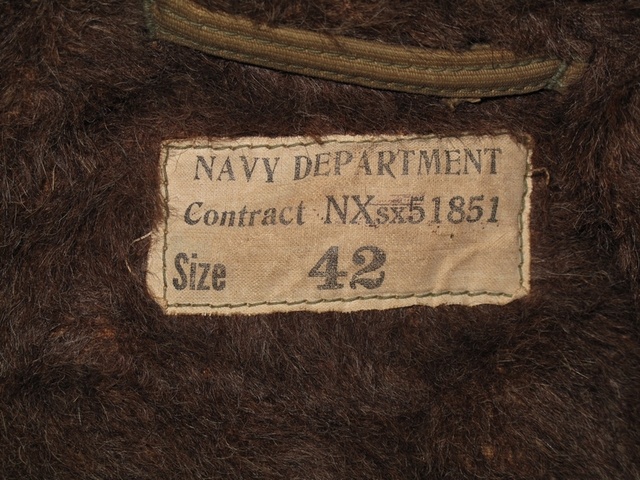 NAVY DEPARTMENT
Contract NXsx51851
Size 42